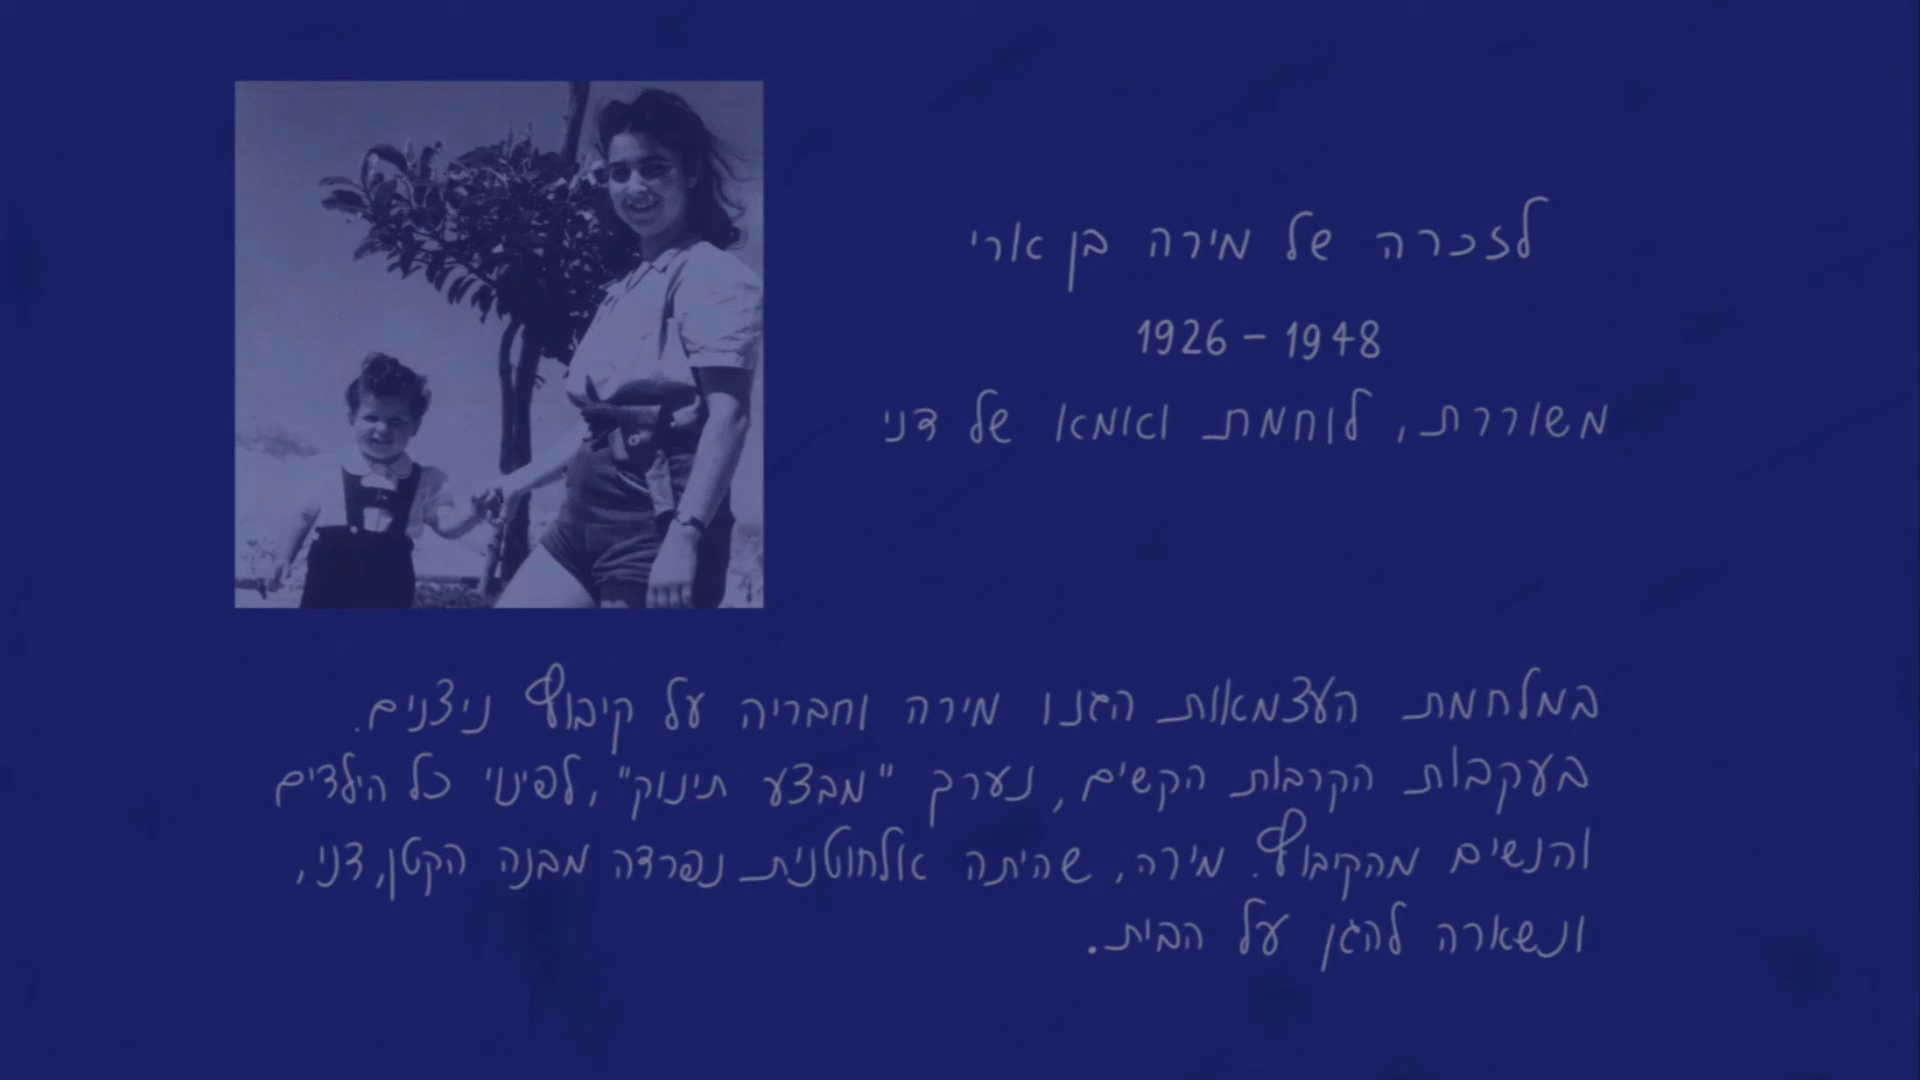 לזכרה של מירה בן ארי
1926 – 1948
משוררת, לוחמת ואמא של דני
במלחמת העצמאות הגנו מירה וחבריה על קיבוץ ניצנים.
בעקבות הקרבות הקשים, נערך "מבצע תינוק", לפינוי כל הילדים
והנשים מהקיבוץ. מירה, שהיתה אלחוטנית נפרדה מבנה הקטן, דני,
ונשארה להגן על הבית.